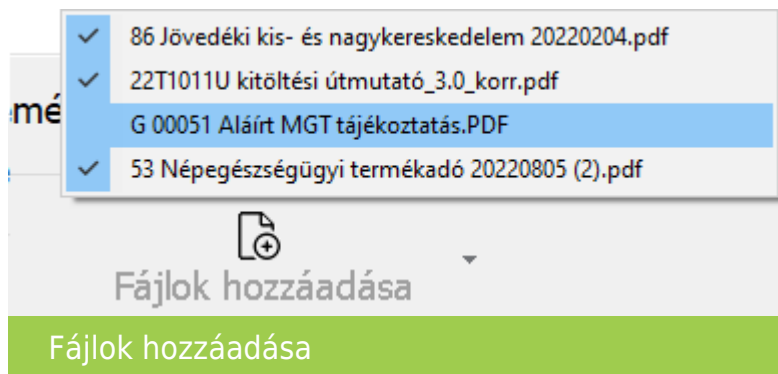 86 Jövedéki kis- és nagykereskedelem 20220204.pdf
22T1011U kitöltési útmutató_3.0_korr.pdf
mé
G 00051 Aláírt MGT tájékoztatás.PDF
53 Népegészségügyi termékadó 20220805 (2).pdf
Fájlok hozzáadása
Fájlok hozzáadása